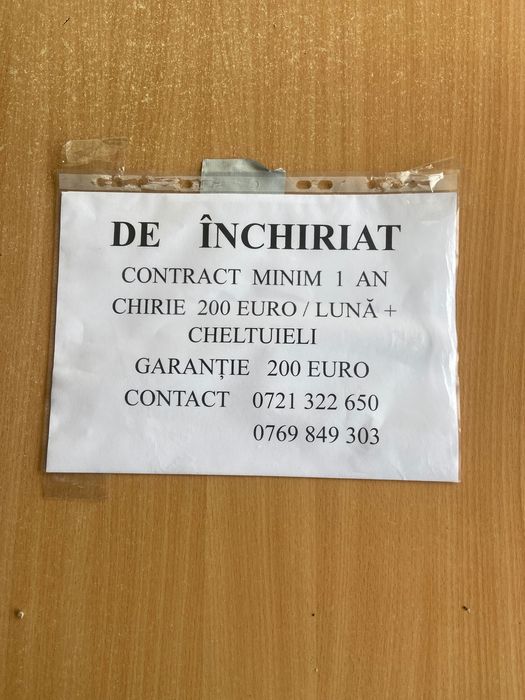 DE ÎNCHIRIAT
CONTRACT MINIM 1 AN
CHIRIE 200 EURO / LUNĂ +
CHELTUIELI
GARANȚIE 200 EURO
CONTACT 0721 322 650
0769 849 303